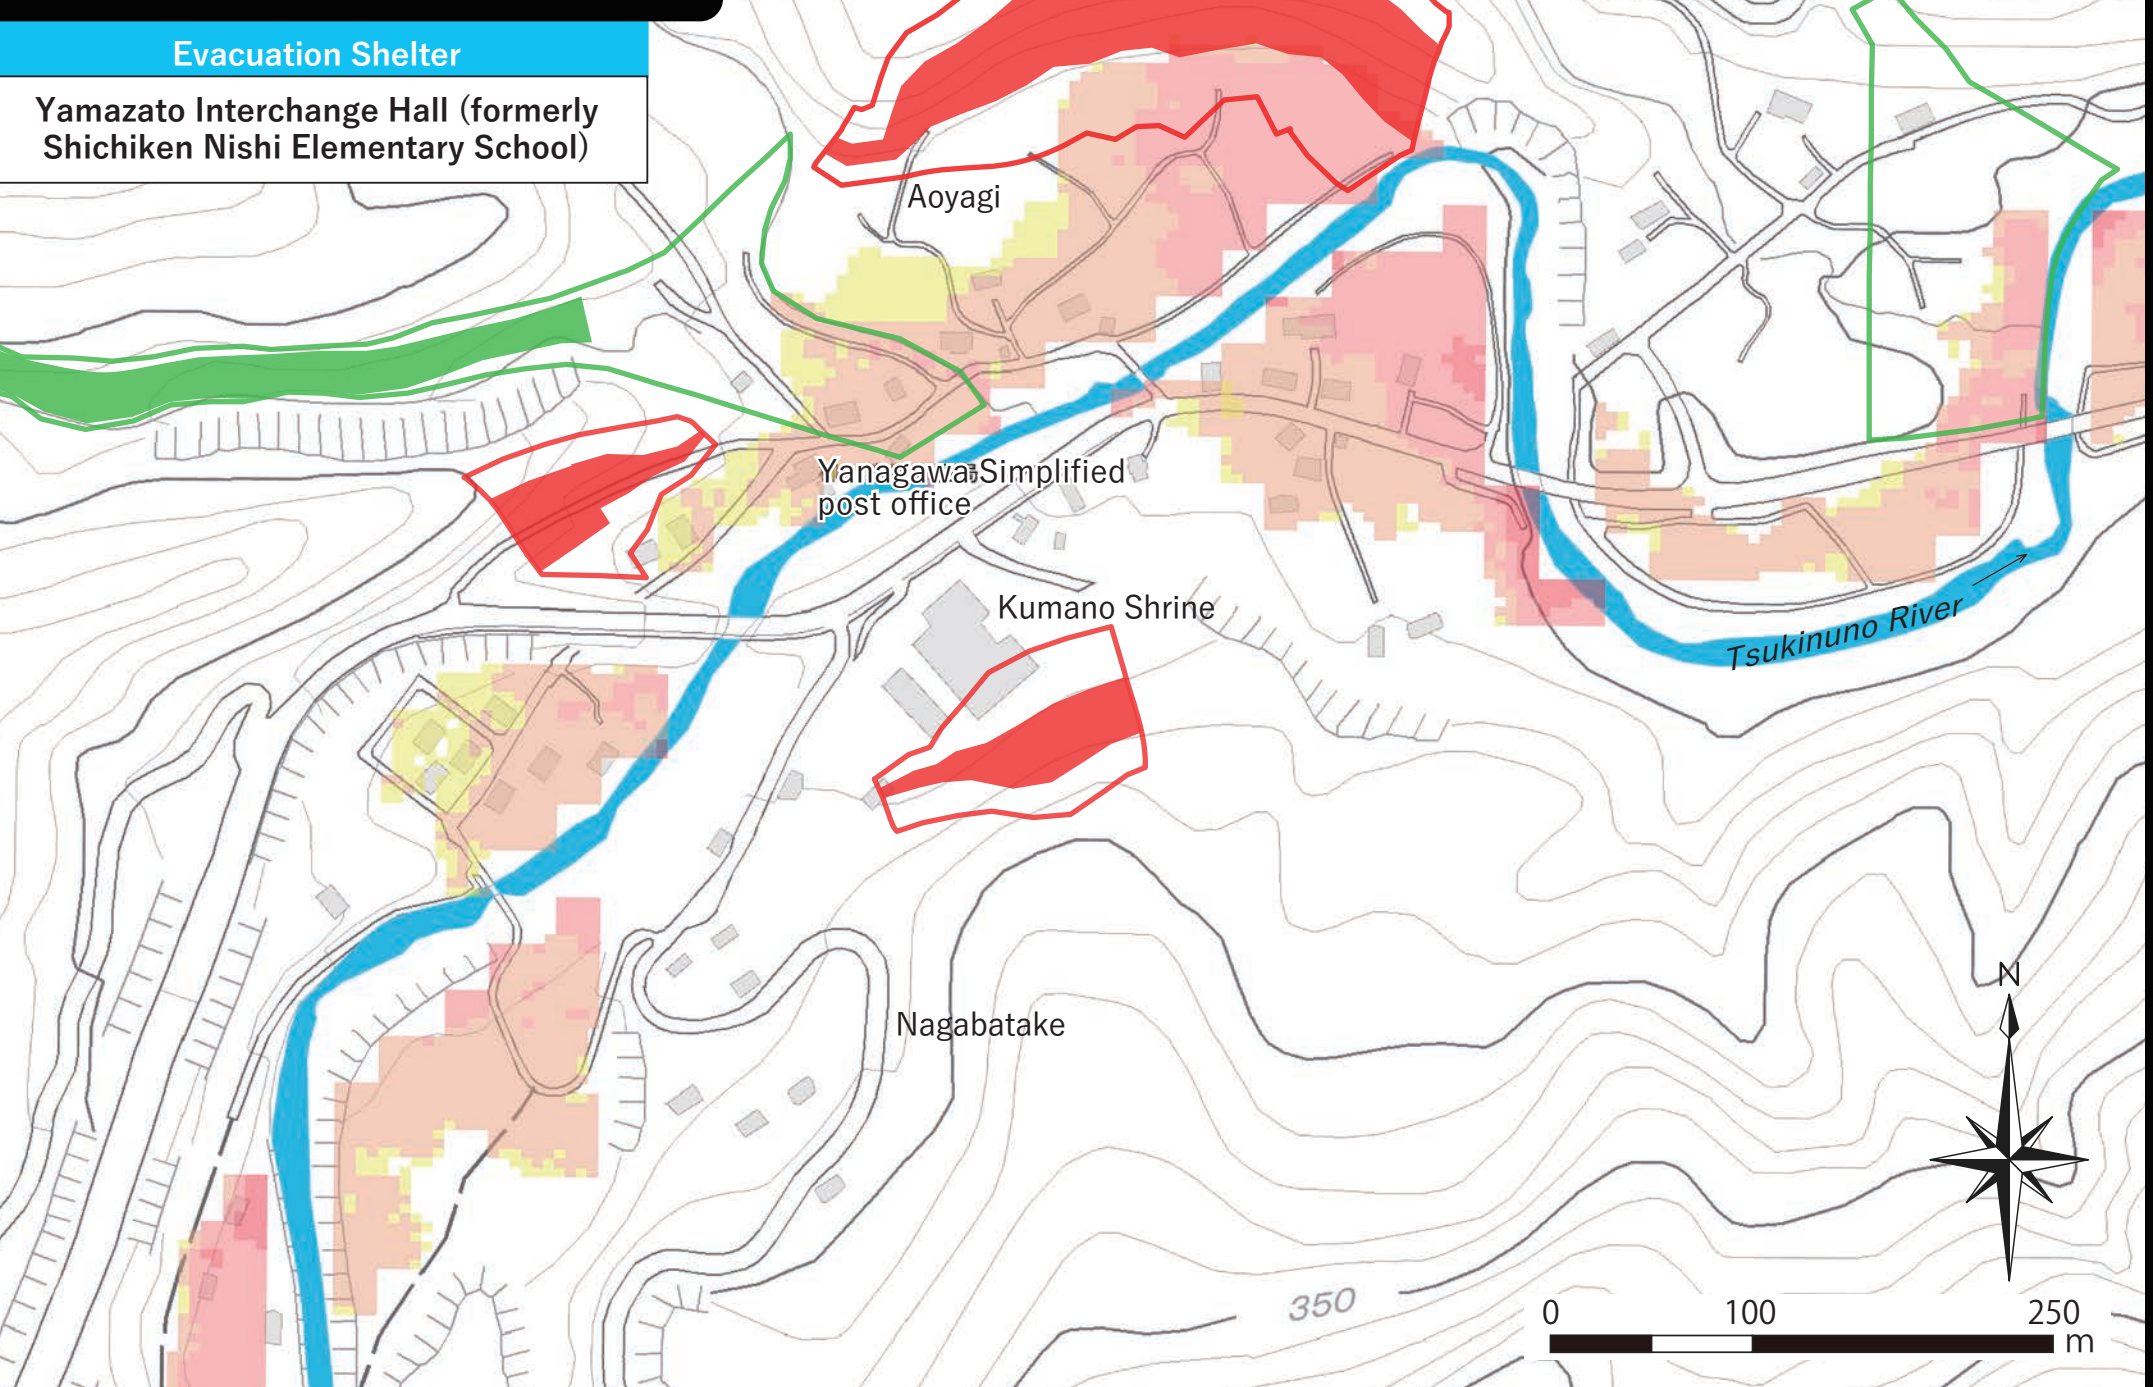 Evacuation Shelter
Yamazato Interchange Hall (formerly
Shichiken Nishi Elementary School)
Aoyagi
Yanagawa Simplified
post office
Kumano Shrine
Tsukinuno River
Nagabatake
N
350
0 100 250
m